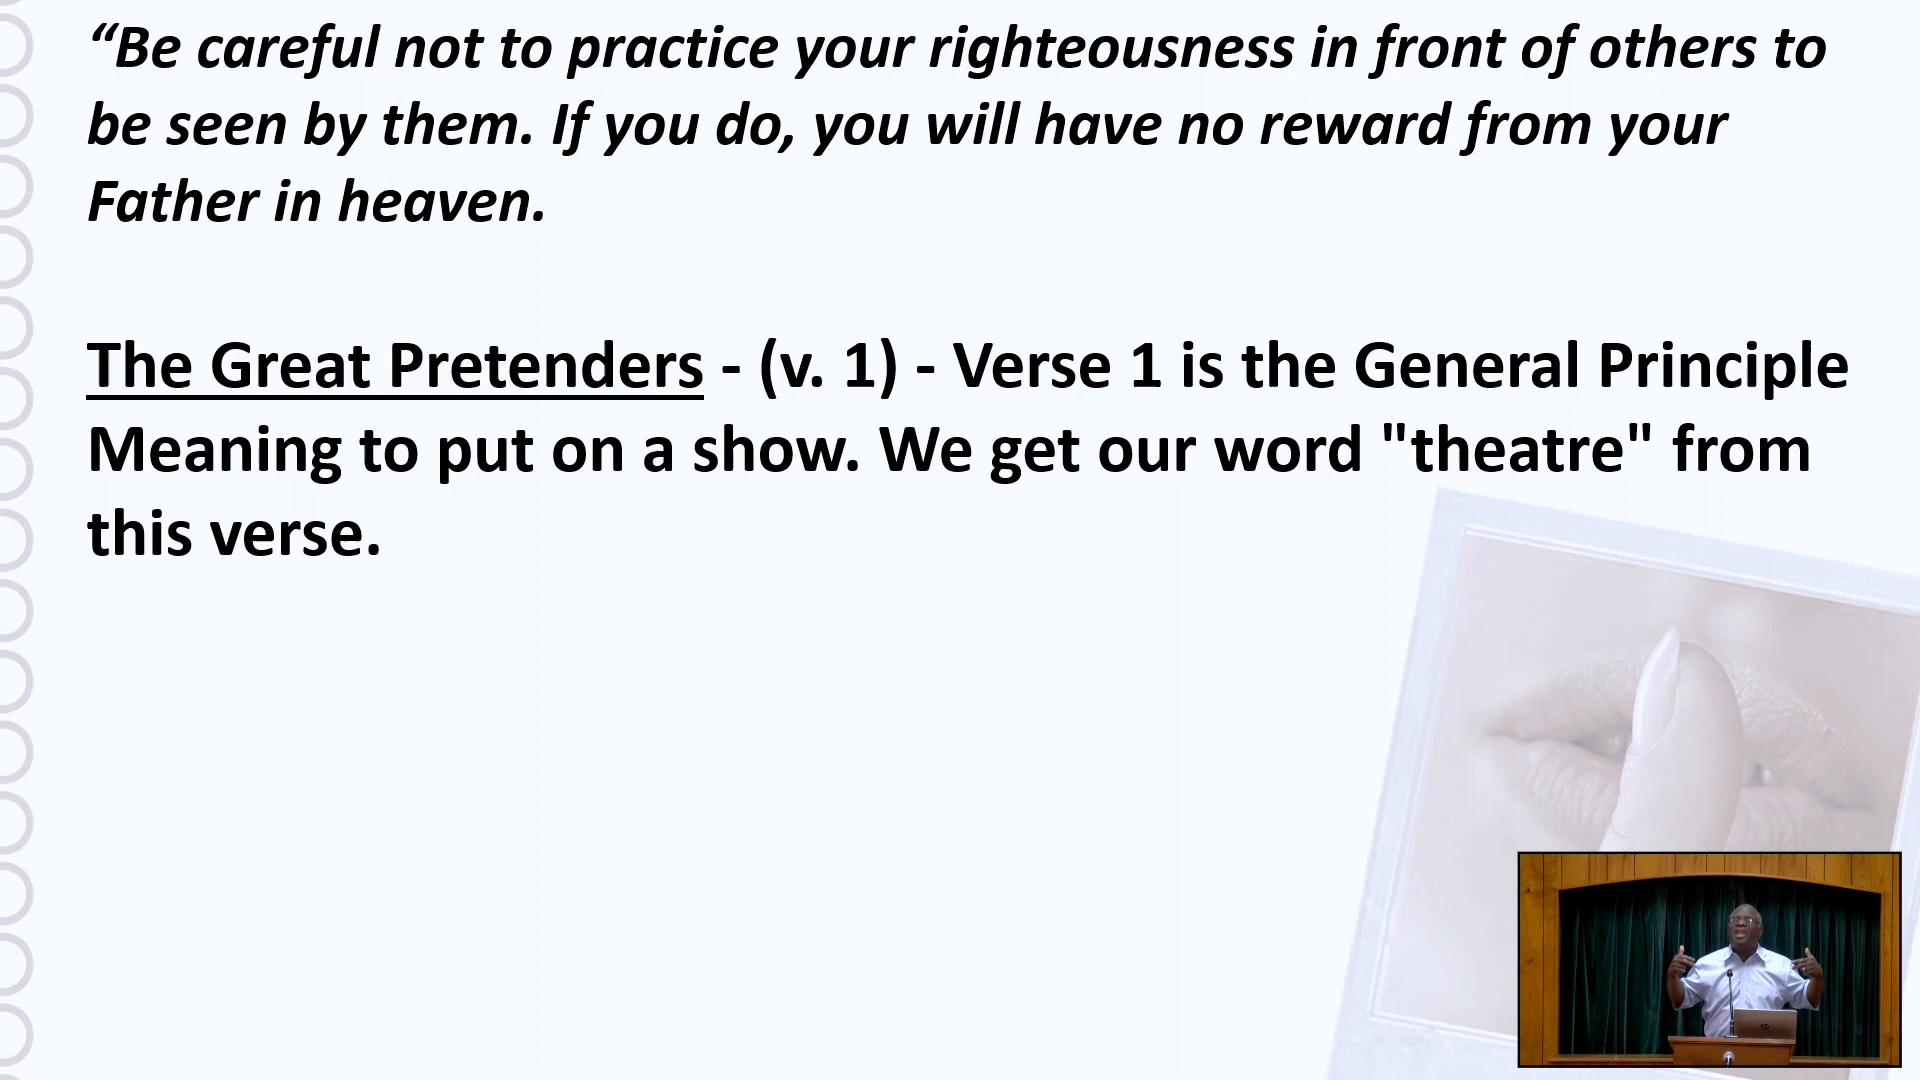 “Be careful not to practice your righteousness in front of others to
be seen by them. If you do, you will have no reward from your
Father in heaven.
The Great Pretenders - (v. 1) - Verse 1 is the General Principle
Meaning to put on a show. We get our word "theatre" from
this verse.